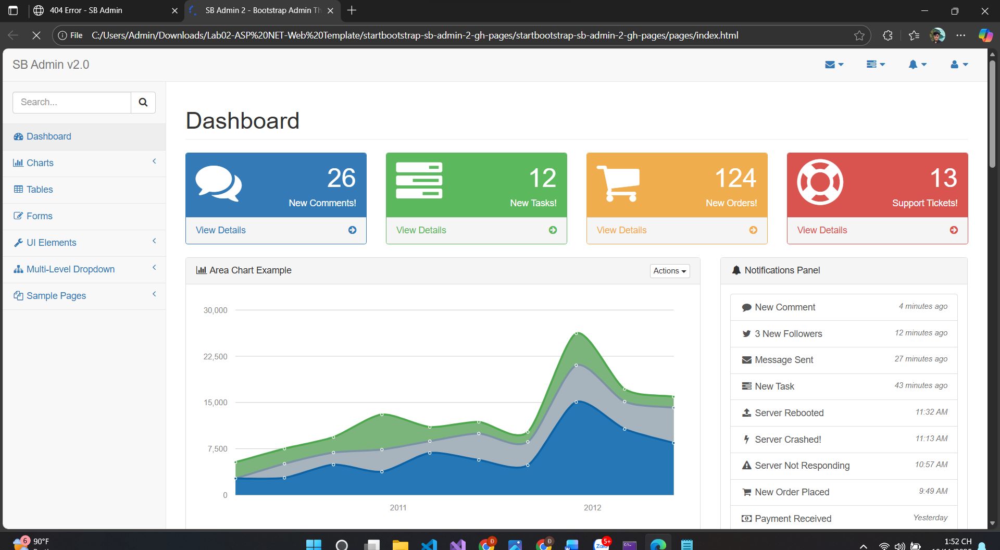 404 Error - SB Admin
SB Admin 2 - Bootstrap Admin Th
File C:/Users/Admin/Downloads/Lab02-ASP%20NET-Web%20Template/startbootstrap-sb-admin-2-gh-pages/startbootstrap-sb-admin-2-gh-pages/pages/index.html
SB Admin v2.0
Search...
Dashboard
Charts
Tables
Forms
UI Elements
Multi-Level Dropdown
Sample Pages
Dashboard
26
New Comments!
View Details
12
New Tasks!
View Details
124
New Orders!
View Details
13
Support Tickets!
View Details
Area Chart Example
Actions
30,000
22,500
15,000
7,500
0
2011
2012
Notifications Panel
New Comment 4 minutes ago
3 New Followers 12 minutes ago
Message Sent 27 minutes ago
New Task 43 minutes ago
Server Rebooted 11:32 AM
Server Crashed! 11:13 AM
Server Not Responding 10:57 AM
New Order Placed 9:49 AM
Payment Received Yesterday
6
90°F
Đ
Đ
Zalo
5+
1:52 CH